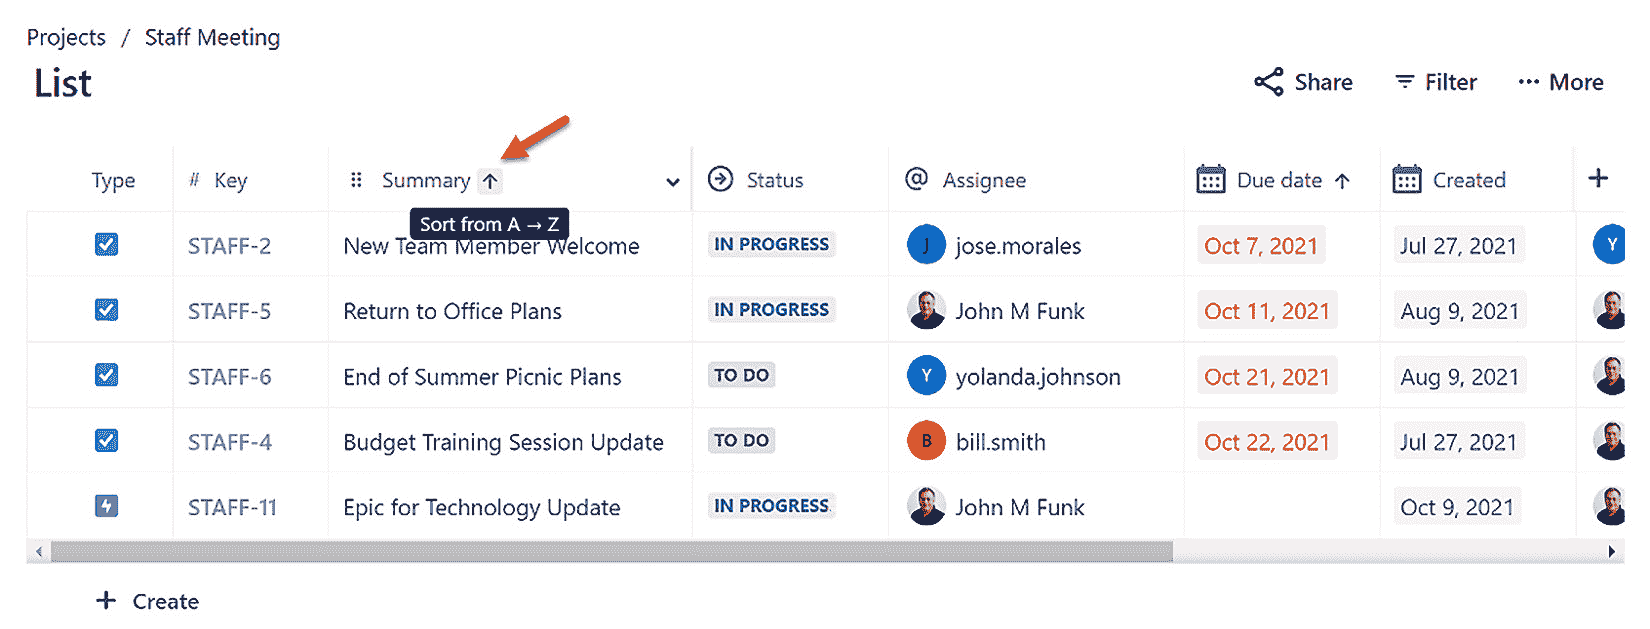 Projects / Staff Meeting
List
Share Filter ... More
Type # Key Summary ↑ Status @ Assignee Due date ↑ Created +
Sort from A → Z
STAFF-2 New Team Member Welcome IN PROGRESS J jose.morales Oct 7, 2021 Jul 27, 2021 Y
STAFF-5 Return to Office Plans IN PROGRESS John M Funk Oct 11, 2021 Aug 9, 2021
STAFF-6 End of Summer Picnic Plans TO DO Y yolanda.johnson Oct 21, 2021 Aug 9, 2021
STAFF-4 Budget Training Session Update TO DO B bill.smith Oct 22, 2021 Jul 27, 2021
STAFF-11 Epic for Technology Update IN PROGRESS John M Funk Oct 9, 2021
+ Create